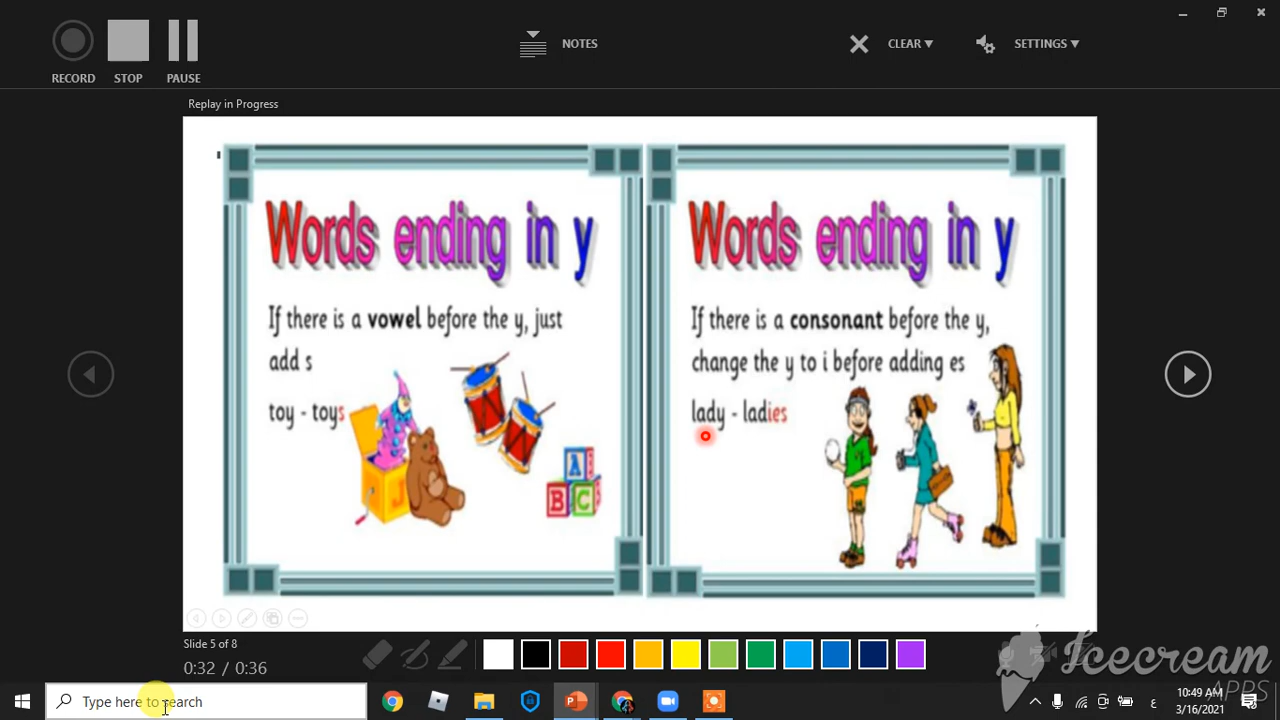 RECORD
STOP
PAUSE
NOTES
CLEAR
SETTINGS
Replay in Progress
Words ending in y
If there is a vowel before the y, just
add s
toy - toys
A
B C
J
Words ending in y
If there is a consonant before the y,
change the y to i before adding es
lady - ladies
Slide 5 of 8
0:32 / 0:36
Icecream
APPS
Type here to search
ع
10:49 AM
3/16/2021